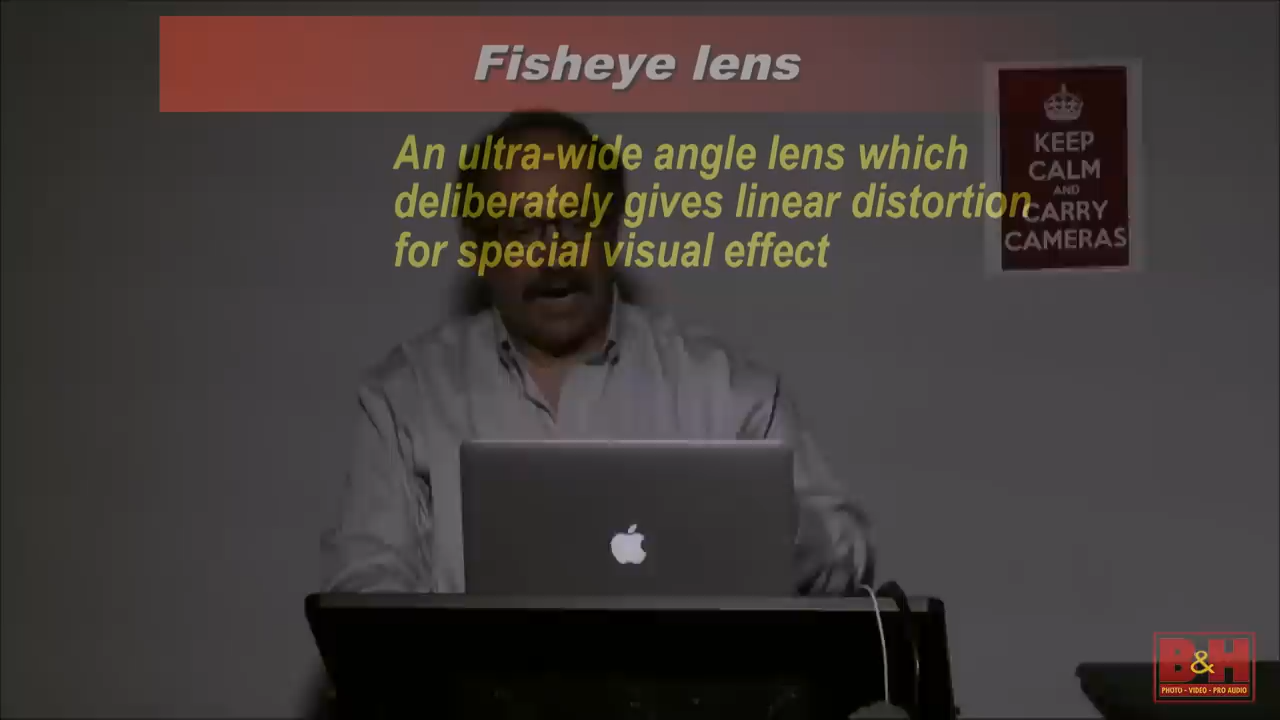 Fisheye lens
An ultra-wide angle lens which
deliberately gives linear distortion
for special visual effect
KEEP
CALM
AND
CARRY
CAMERAS
B&H
PHOTO - VIDEO - PRO AUDIO